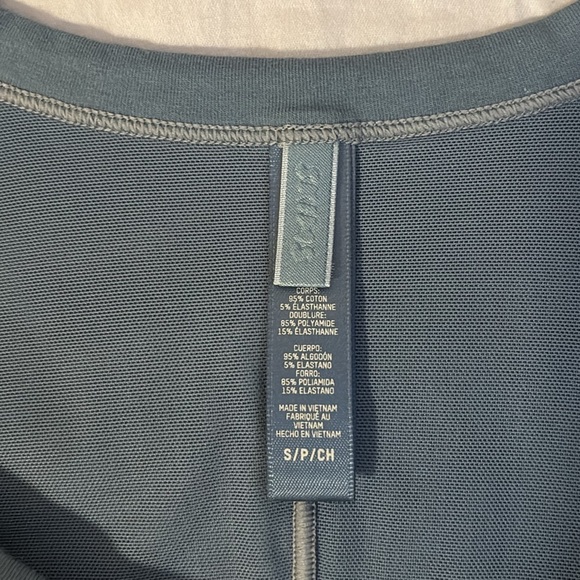 SKIMS
CORPS:
95% COTON
5% ÉLASTHANNE
DOUBLURE:
85% POLYAMIDE
15% ÉLASTHANNE
CUERPO:
95% ALGODÓN
5% ELASTANO
FORRO:
85% POLIAMIDA
15% ELASTANO
MADE IN VIETNAM
FABRIQUÉ AU
VIETNAM
HECHO EN VIETNAM
S/P/CH